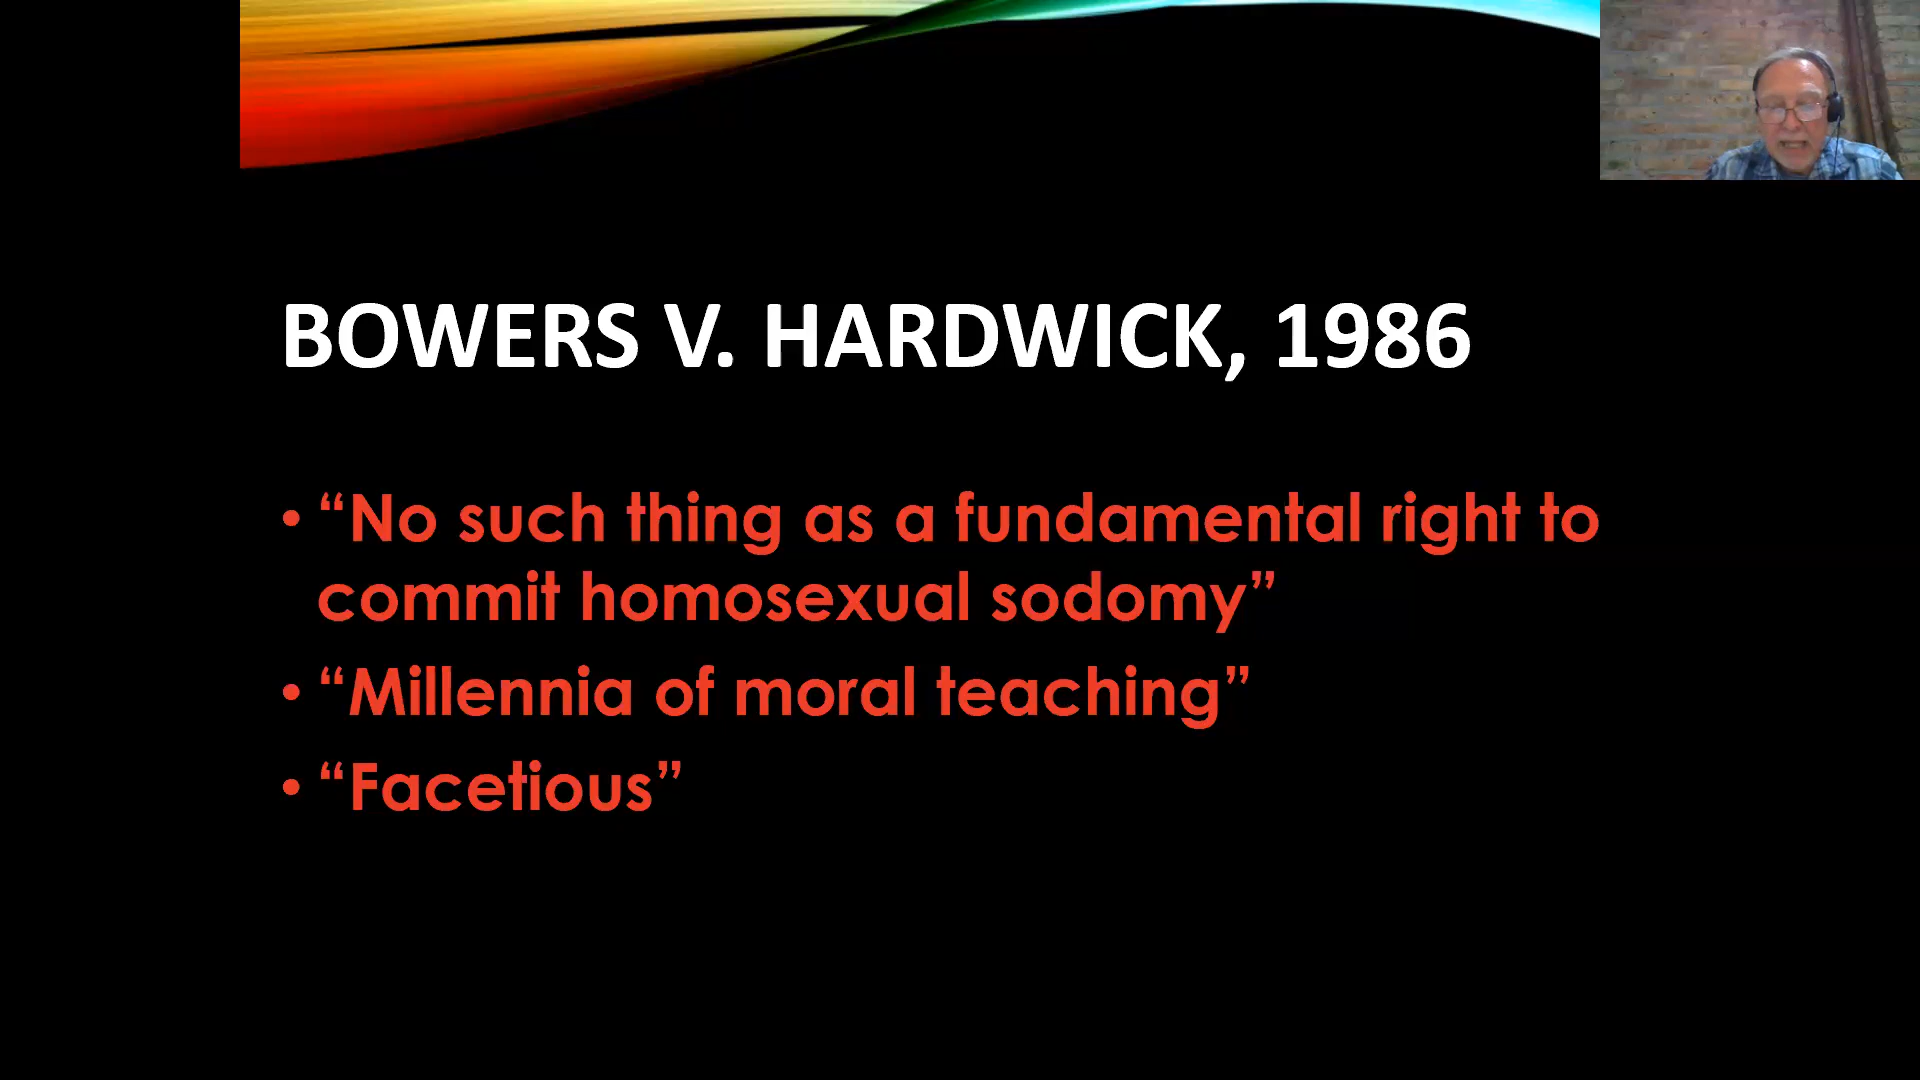 BOWERS V. HARDWICK, 1986
• “No such thing as a fundamental right to
commit homosexual sodomy”
• “Millennia of moral teaching”
• “Facetious”